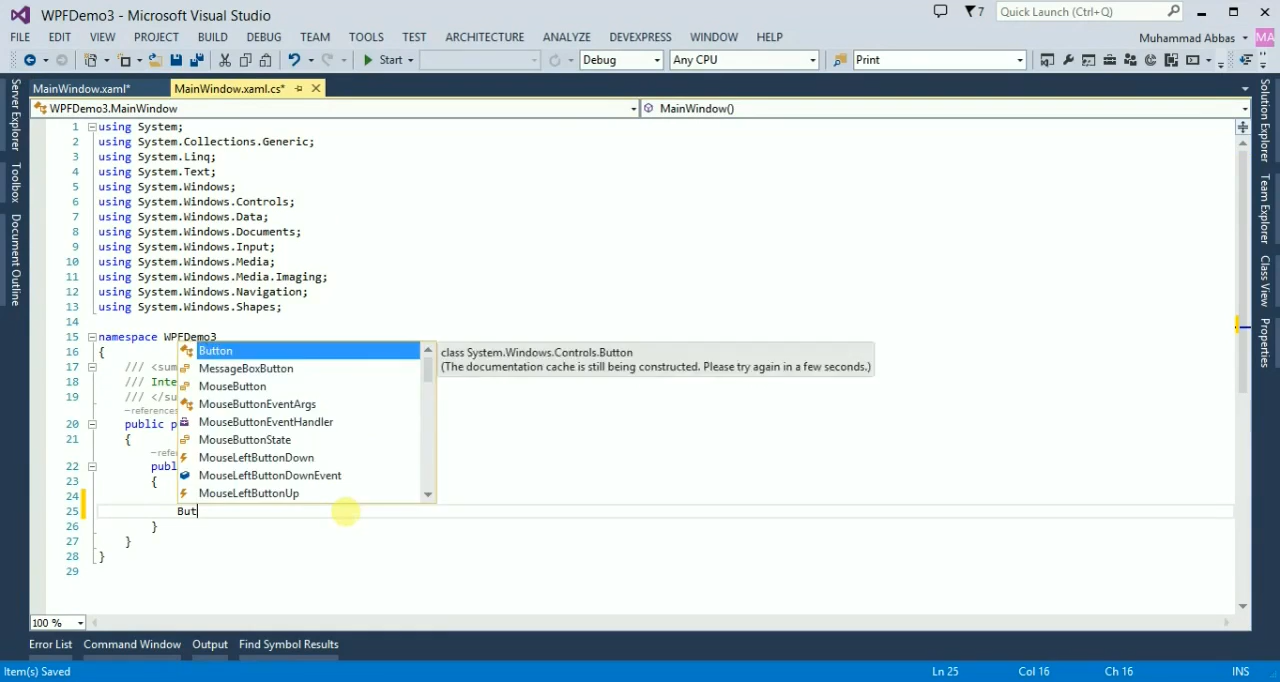 WPFDemo3 - Microsoft Visual Studio
7
Quick Launch (Ctrl+Q)
FILE EDIT VIEW PROJECT BUILD DEBUG TEAM TOOLS TEST ARCHITECTURE ANALYZE DEVEXPRESS WINDOW HELP
Muhammad Abbas
MA
Start
Debug
Any CPU
Print
MainWindow.xaml*
MainWindow.xaml.cs*
WPFDemo3.MainWindow
MainWindow()
Server Explorer
Toolbox
Document Outline
Solution Explorer
Team Explorer
Class View
Properties
1 using System;
2 using System.Collections.Generic;
3 using System.Linq;
4 using System.Text;
5 using System.Windows;
6 using System.Windows.Controls;
7 using System.Windows.Data;
8 using System.Windows.Documents;
9 using System.Windows.Input;
10 using System.Windows.Media;
11 using System.Windows.Media.Imaging;
12 using System.Windows.Navigation;
13 using System.Windows.Shapes;
14
15 namespace WPFDemo3
16 {
17 /// <sum
18 /// Inte
19 /// </su
-references
20 public p
21 {
-refe
22 publ
23 {
24
25 But
26 }
27 }
28 }
29
Button
MessageBoxButton
MouseButton
MouseButtonEventArgs
MouseButtonEventHandler
MouseButtonState
MouseLeftButtonDown
MouseLeftButtonDownEvent
MouseLeftButtonUp
class System.Windows.Controls.Button
(The documentation cache is still being constructed. Please try again in a few seconds.)
100 %
Error List Command Window Output Find Symbol Results
Item(s) Saved
Ln 25
Col 16
Ch 16
INS